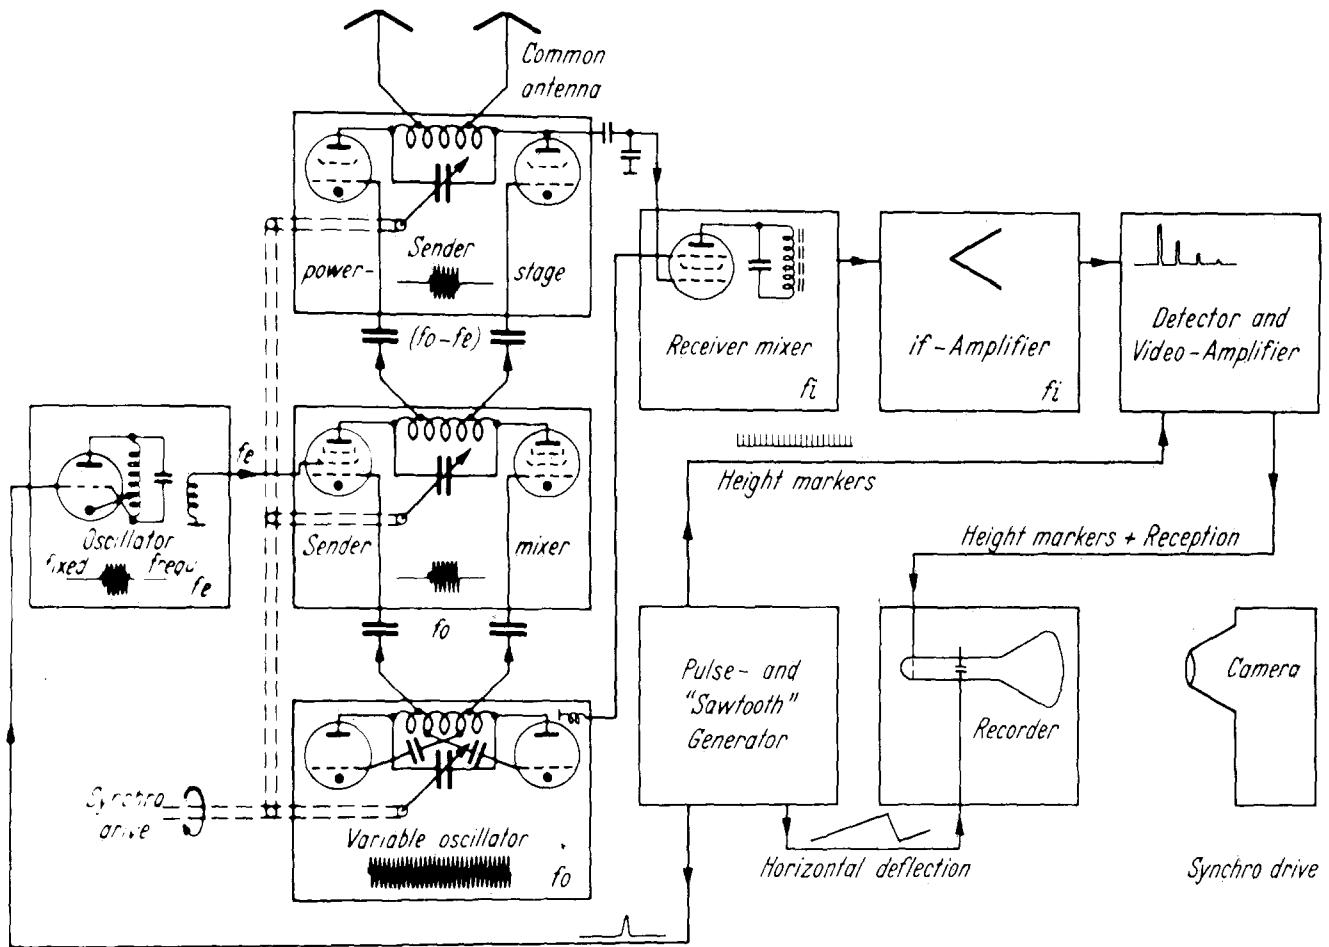 Common
antenna
Sender
power-
stage
(fo-fe)
Receiver mixer
fi
if-Amplifier
fi
Detector and
Video-Amplifier
Height markers
Height markers + Reception
fe
Oscillator
fixed frequ.
fe
Sender
mixer
fo
Pulse- and
"Sawtooth"
Generator
Recorder
Camera
Synchro
drive
Variable oscillator
fo
Horizontal deflection
Synchro drive